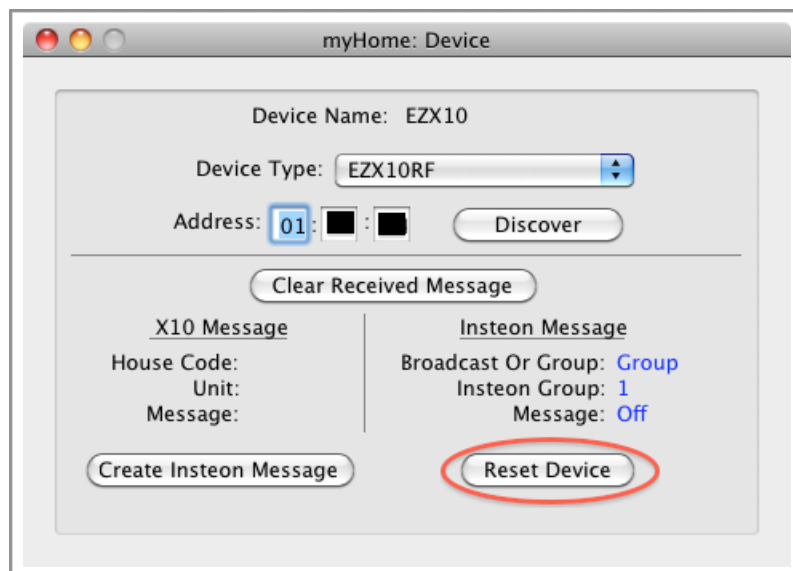 myHome: Device
Device Name: EZX10
Device Type: EZX10RF
Address: 01 : : Discover
Clear Received Message
X10 Message
House Code:
Unit:
Message:
Insteon Message
Broadcast Or Group: Group
Insteon Group: 1
Message: Off
Create Insteon Message
Reset Device